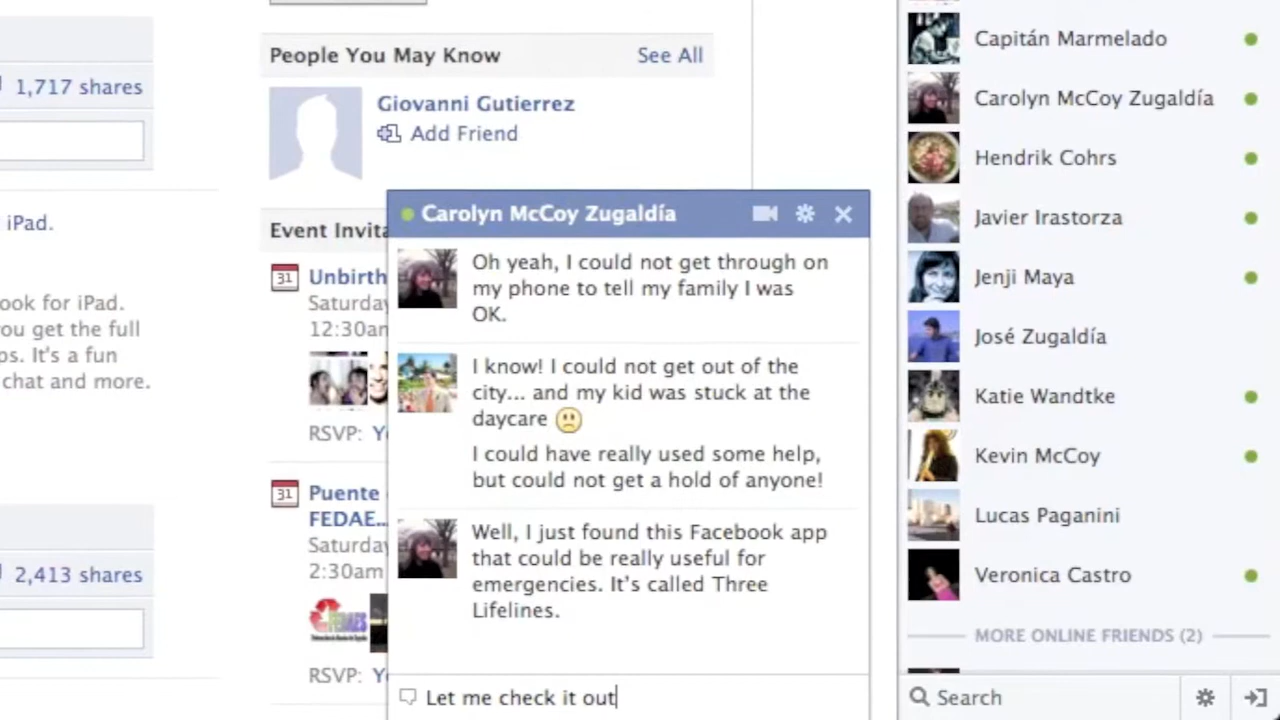 1,717 shares
iPad.
ook for iPad.
ou get the full
os. It's a fun
chat and more.
2,413 shares
People You May Know
See All
Giovanni Gutierrez
Add Friend
Event Invita
31
Unbirth
Saturday
12:30am
RSVP: Y
31
Puente
FEDAE...
Saturday
2:30am
RSVP: Y
Carolyn McCoy Zugaldía
Oh yeah, I could not get through on
my phone to tell my family I was
OK.
I know! I could not get out of the
city... and my kid was stuck at the
daycare
I could have really used some help,
but could not get a hold of anyone!
Well, I just found this Facebook app
that could be really useful for
emergencies. It's called Three
Lifelines.
Let me check it out
Capitán Marmelado
Carolyn McCoy Zugaldía
Hendrik Cohrs
Javier Irastorza
Jenji Maya
José Zugaldía
Katie Wandtke
Kevin McCoy
Lucas Paganini
Veronica Castro
MORE ONLINE FRIENDS (2)
Search